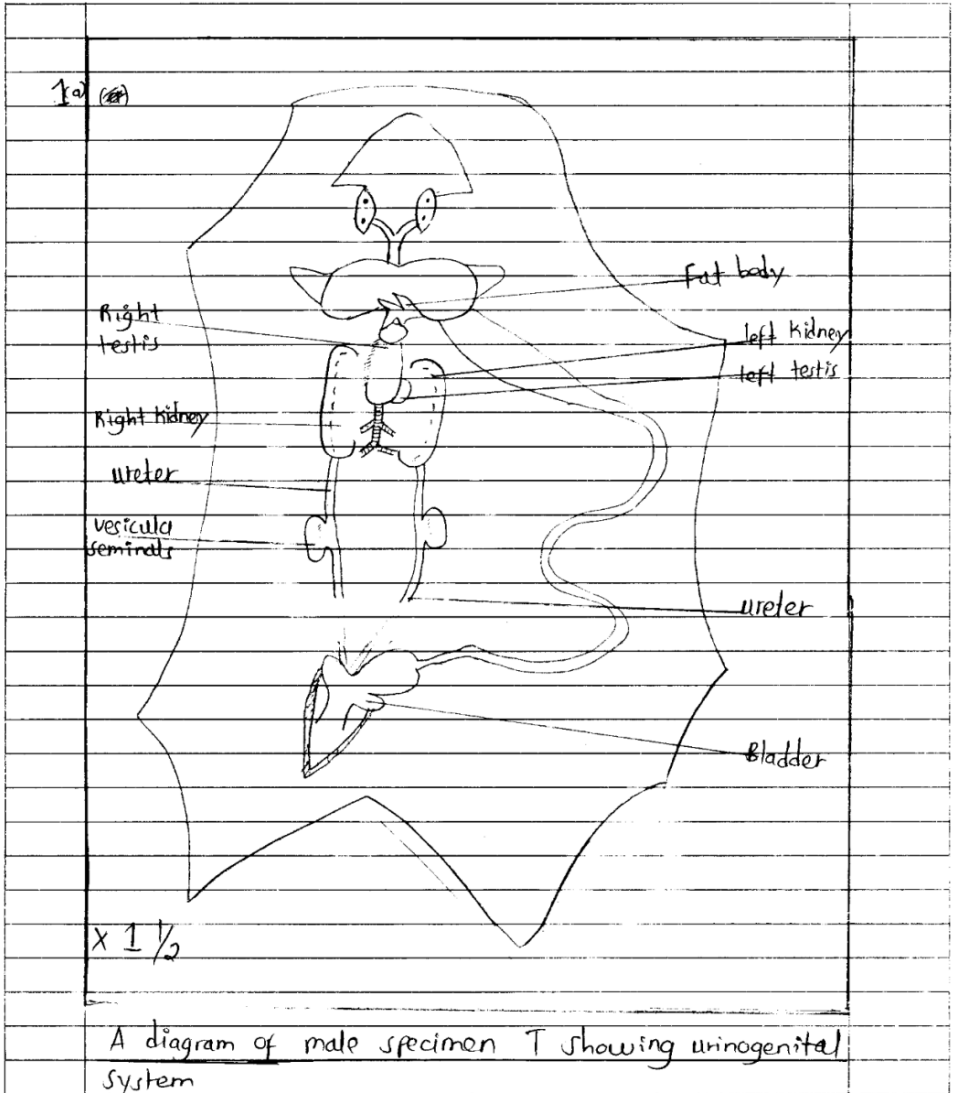 1(a)
Fat body
Right
testis
left kidney
left testis
Right kidney
ureter
vesicula
seminals
ureter
Bladder
X 1 1/2
A diagram of male specimen T showing urinogenital
system